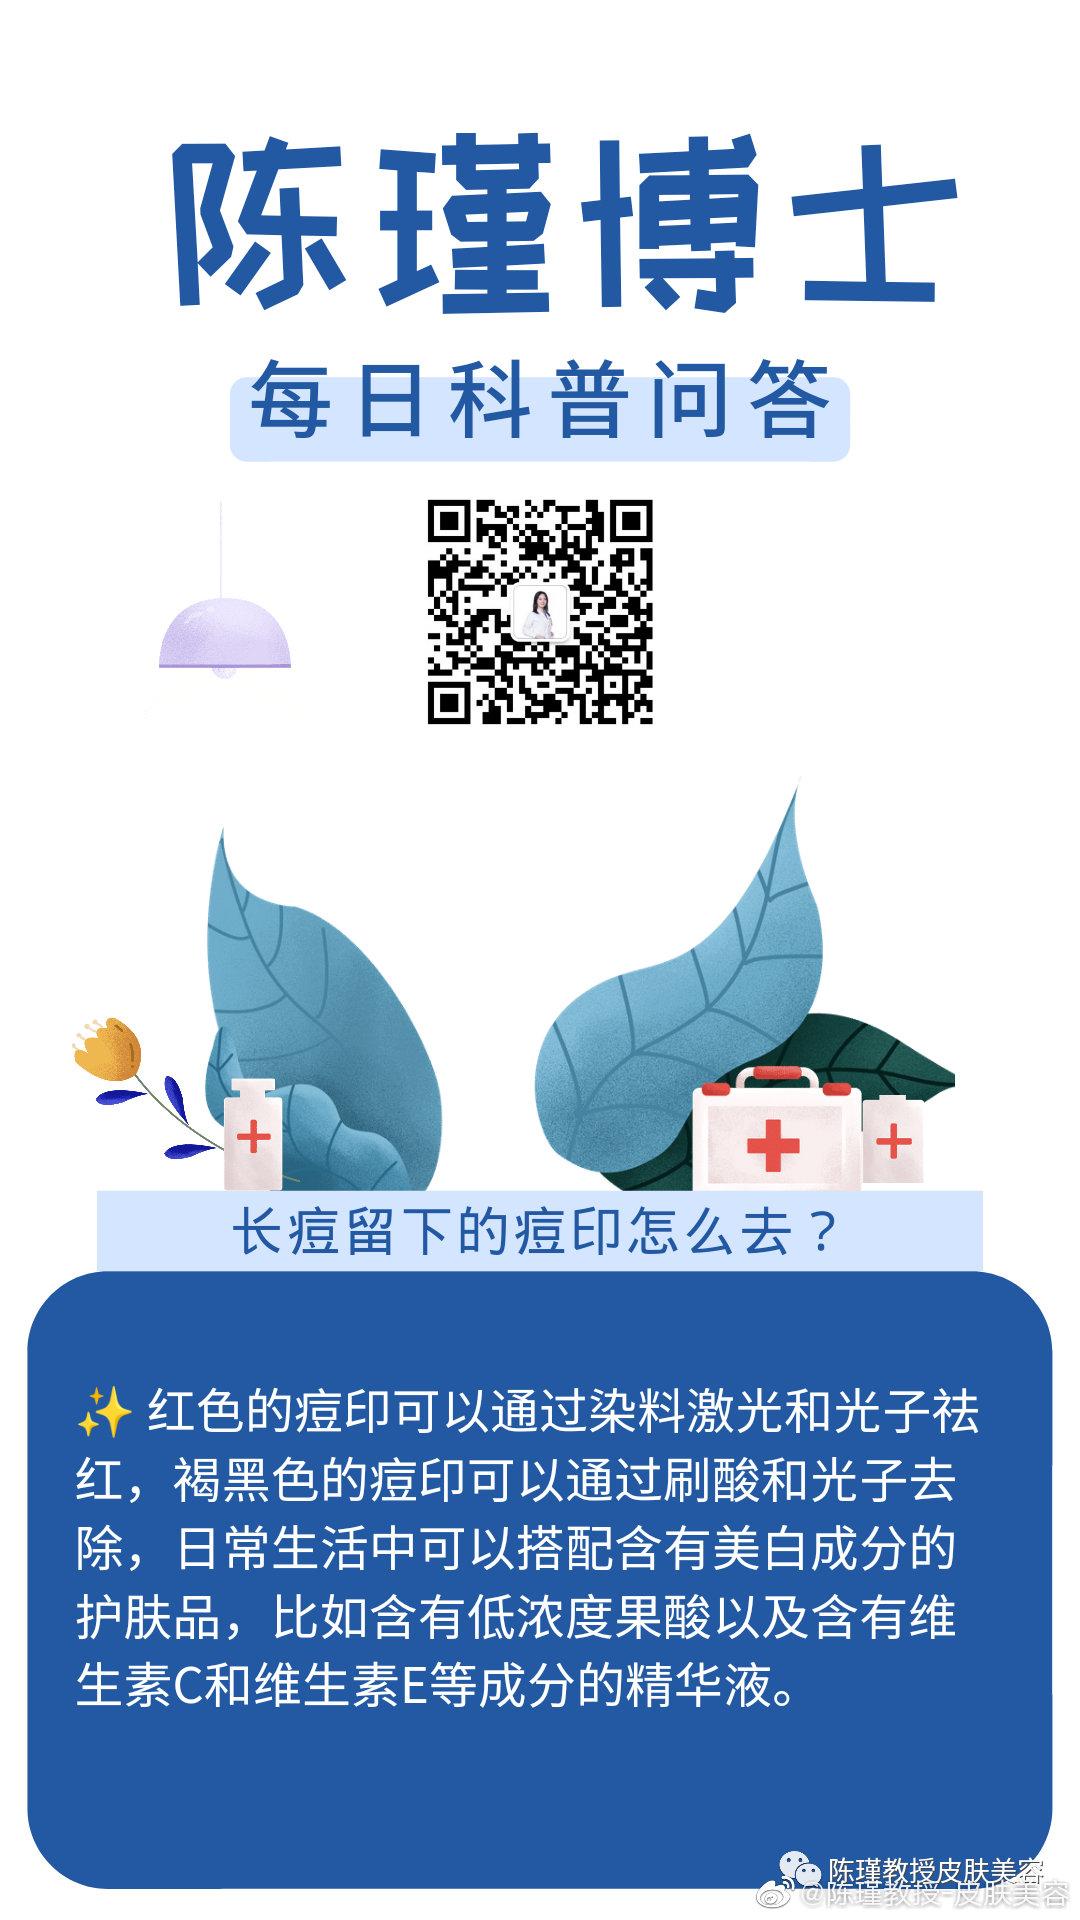 陈瑾博士
每日科普问答
长痘留下的痘印怎么去？
✨ 红色的痘印可以通过染料激光和光子祛
红，褐黑色的痘印可以通过刷酸和光子去
除，日常生活中可以搭配含有美白成分的
护肤品，比如含有低浓度果酸以及含有维
生素C和维生素E等成分的精华液。
陈瑾教授皮肤美容
@陈瑾教授-皮肤美容